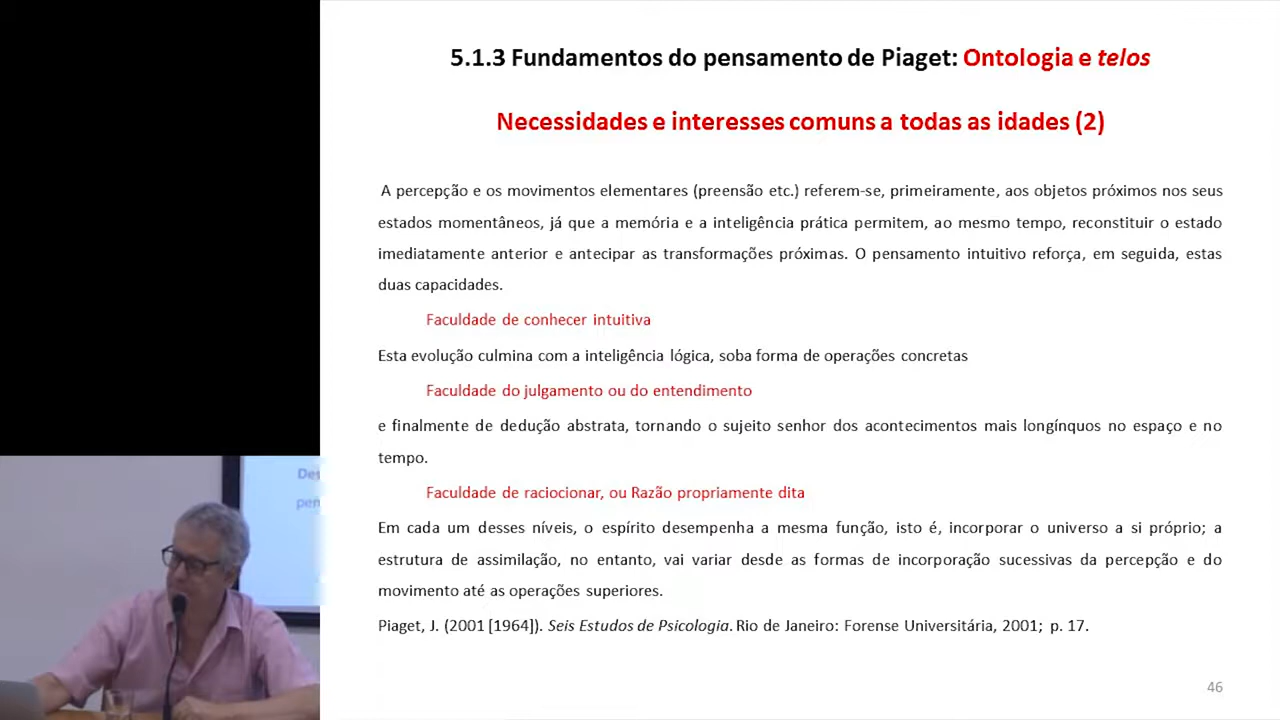 5.1.3 Fundamentos do pensamento de Piaget: Ontologia e telos
Necessidades e interesses comuns a todas as idades (2)
A percepção e os movimentos elementares (preensão etc.) referem-se, primeiramente, aos objetos próximos nos seus
estados momentâneos, já que a memória e a inteligência prática permitem, ao mesmo tempo, reconstituir o estado
imediatamente anterior e antecipar as transformações próximas. O pensamento intuitivo reforça, em seguida, estas
duas capacidades.
Faculdade de conhecer intuitiva
Esta evolução culmina com a inteligência lógica, soba forma de operações concretas
Faculdade do julgamento ou do entendimento
e finalmente de dedução abstrata, tornando o sujeito senhor dos acontecimentos mais longínquos no espaço e no
tempo.
Faculdade de raciocionar, ou Razão propriamente dita
Em cada um desses níveis, o espírito desempenha a mesma função, isto é, incorporar o universo a si próprio; a
estrutura de assimilação, no entanto, vai variar desde as formas de incorporação sucessivas da percepção e do
movimento até as operações superiores.
Piaget, J. (2001 [1964]). Seis Estudos de Psicologia. Rio de Janeiro: Forense Universitária, 2001; p. 17.
46
Des
pen